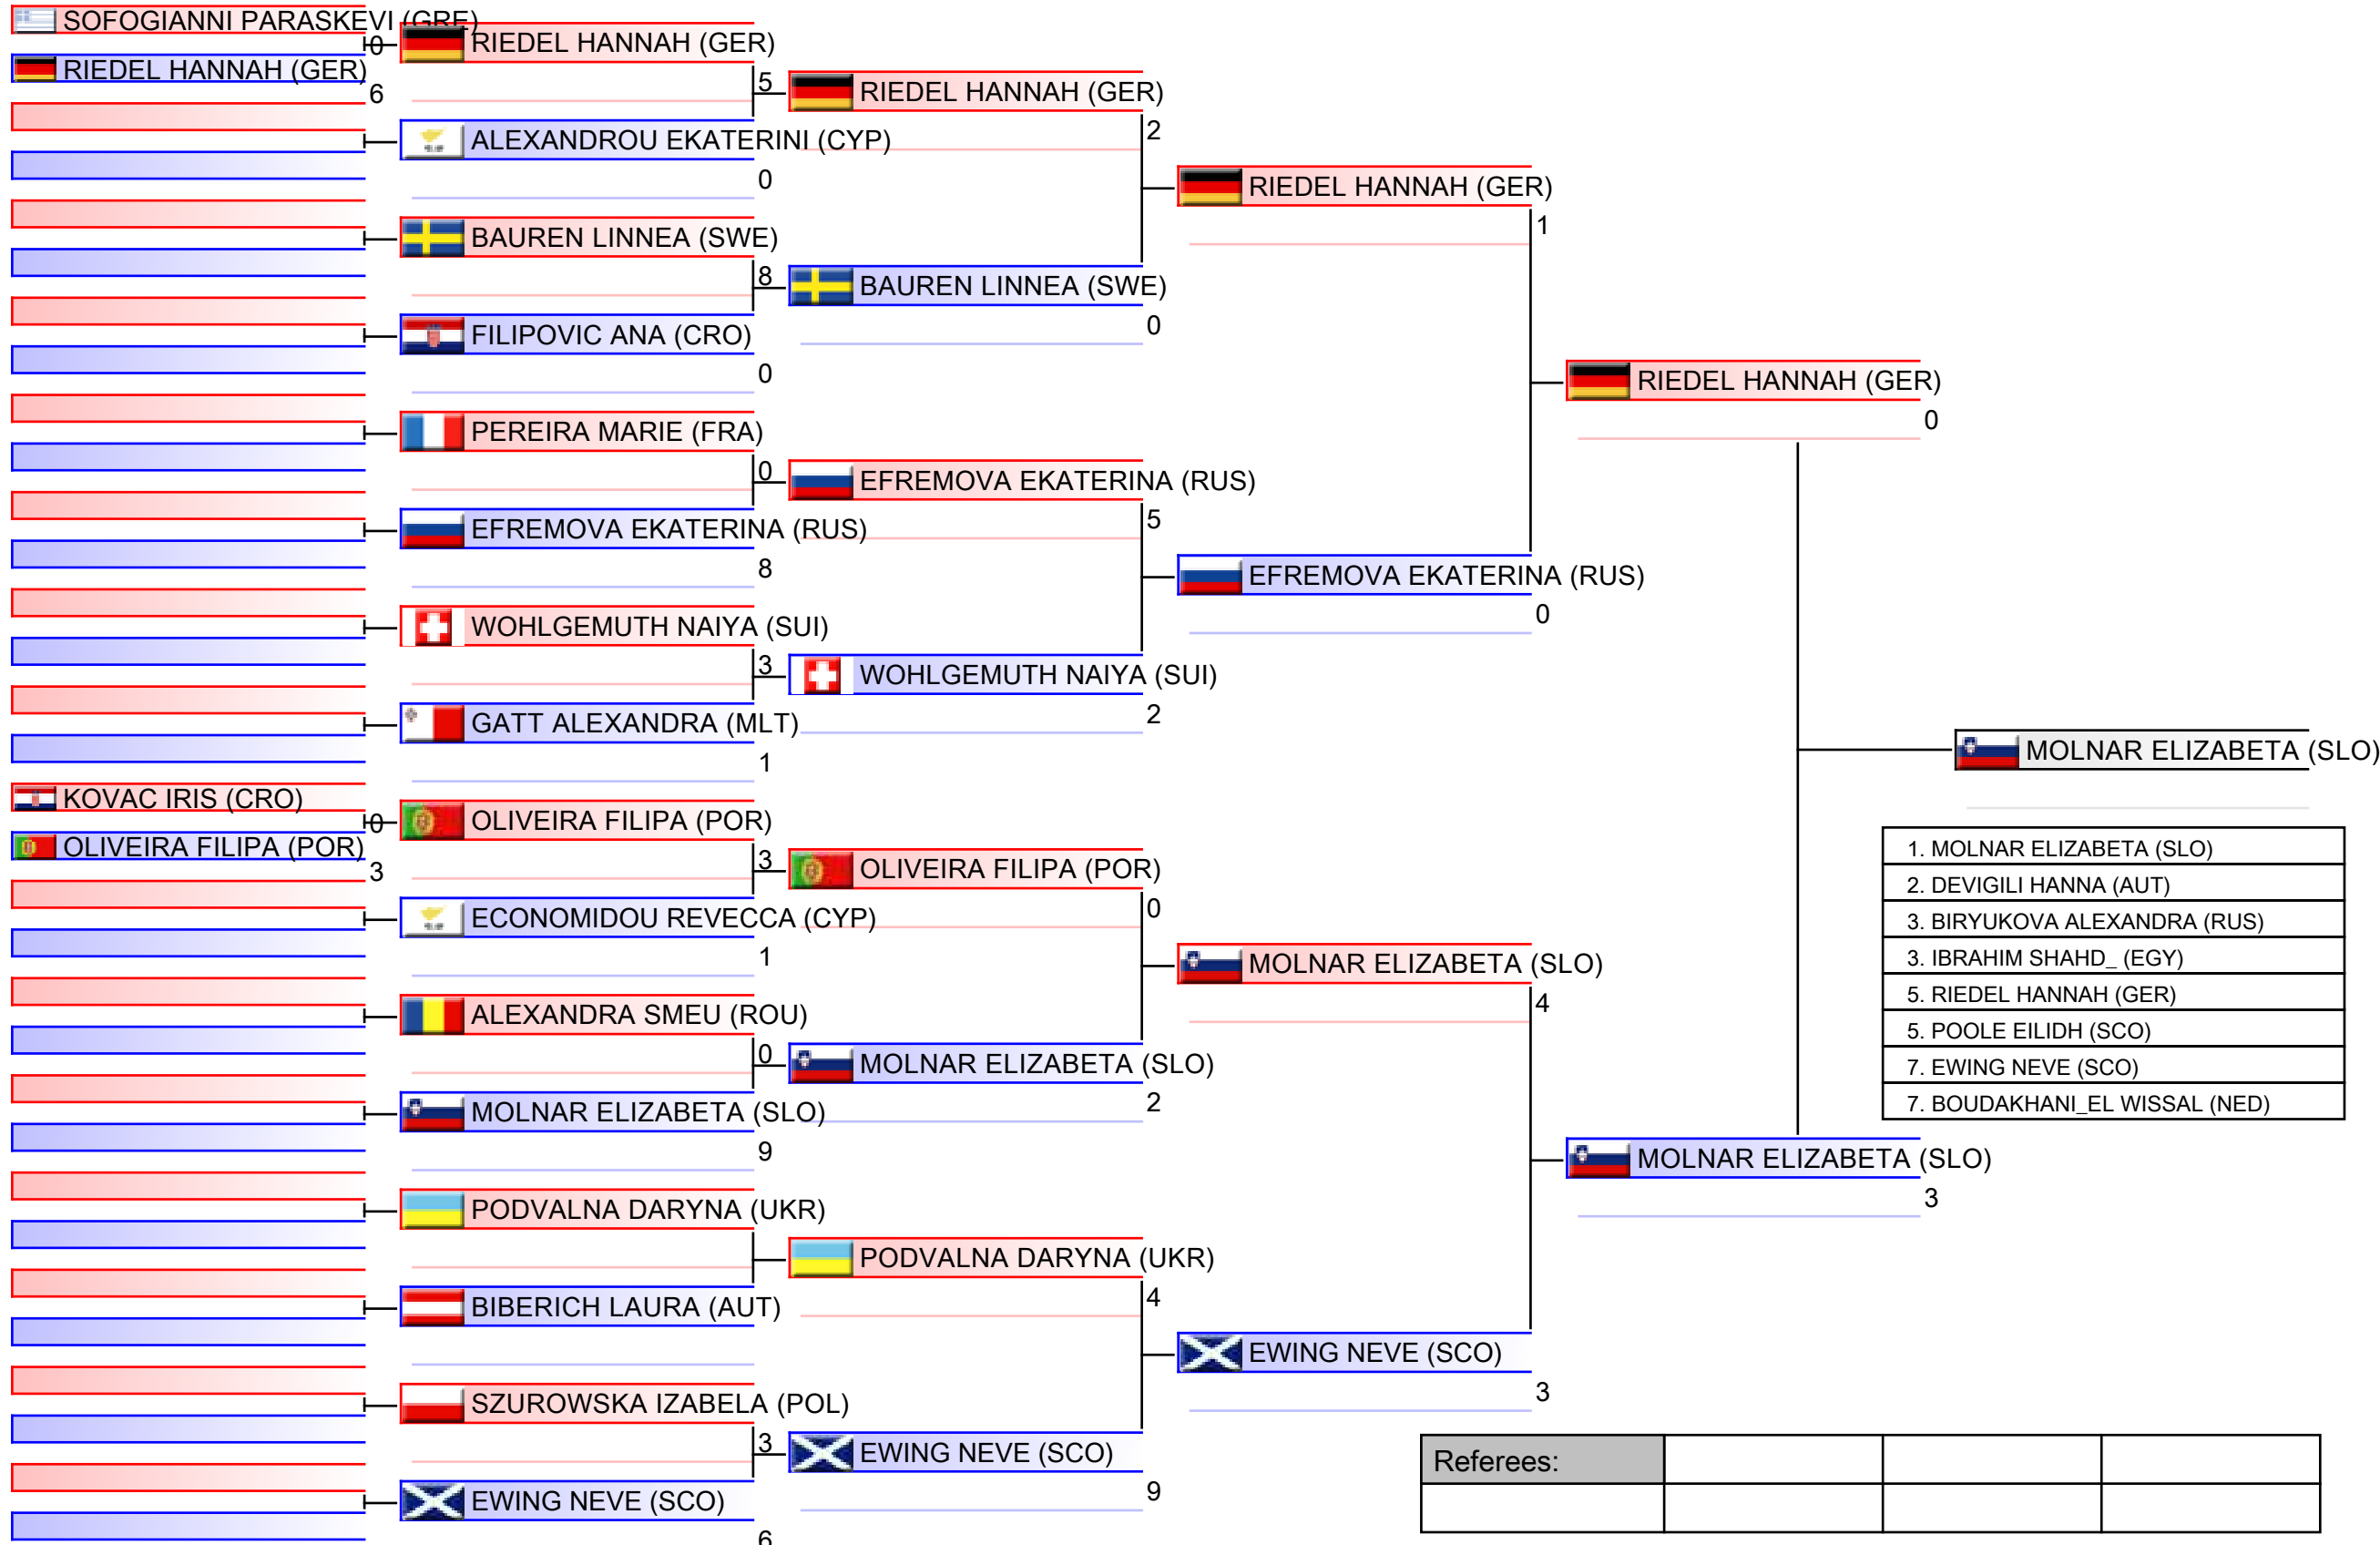 SOFOGIANNI PARASKEVI (GRE)
0
RIEDEL HANNAH (GER)
6
KOVAC IRIS (CRO)
0
OLIVEIRA FILIPA (POR)
3
RIEDEL HANNAH (GER)
5
ALEXANDROU EKATERINI (CYP)
0
BAUREN LINNEA (SWE)
8
FILIPOVIC ANA (CRO)
0
PEREIRA MARIE (FRA)
0
EFREMOVA EKATERINA (RUS)
8
WOHLGEMUTH NAIYA (SUI)
3
GATT ALEXANDRA (MLT)
1
OLIVEIRA FILIPA (POR)
3
ECONOMIDOU REVECCA (CYP)
1
ALEXANDRA SMEU (ROU)
0
MOLNAR ELIZABETA (SLO)
9
PODVALNA DARYNA (UKR)
BIBERICH LAURA (AUT)
SZUROWSKA IZABELA (POL)
3
EWING NEVE (SCO)
6
RIEDEL HANNAH (GER)
2
BAUREN LINNEA (SWE)
0
EFREMOVA EKATERINA (RUS)
5
WOHLGEMUTH NAIYA (SUI)
2
OLIVEIRA FILIPA (POR)
0
MOLNAR ELIZABETA (SLO)
2
PODVALNA DARYNA (UKR)
4
EWING NEVE (SCO)
9
RIEDEL HANNAH (GER)
1
EFREMOVA EKATERINA (RUS)
0
MOLNAR ELIZABETA (SLO)
4
EWING NEVE (SCO)
3
RIEDEL HANNAH (GER)
0
MOLNAR ELIZABETA (SLO)
3
MOLNAR ELIZABETA (SLO)
1. MOLNAR ELIZABETA (SLO)
2. DEVIGILI HANNA (AUT)
3. BIRYUKOVA ALEXANDRA (RUS)
3. IBRAHIM SHAHD_ (EGY)
5. RIEDEL HANNAH (GER)
5. POOLE EILIDH (SCO)
7. EWING NEVE (SCO)
7. BOUDAKHANI_EL WISSAL (NED)
Referees: